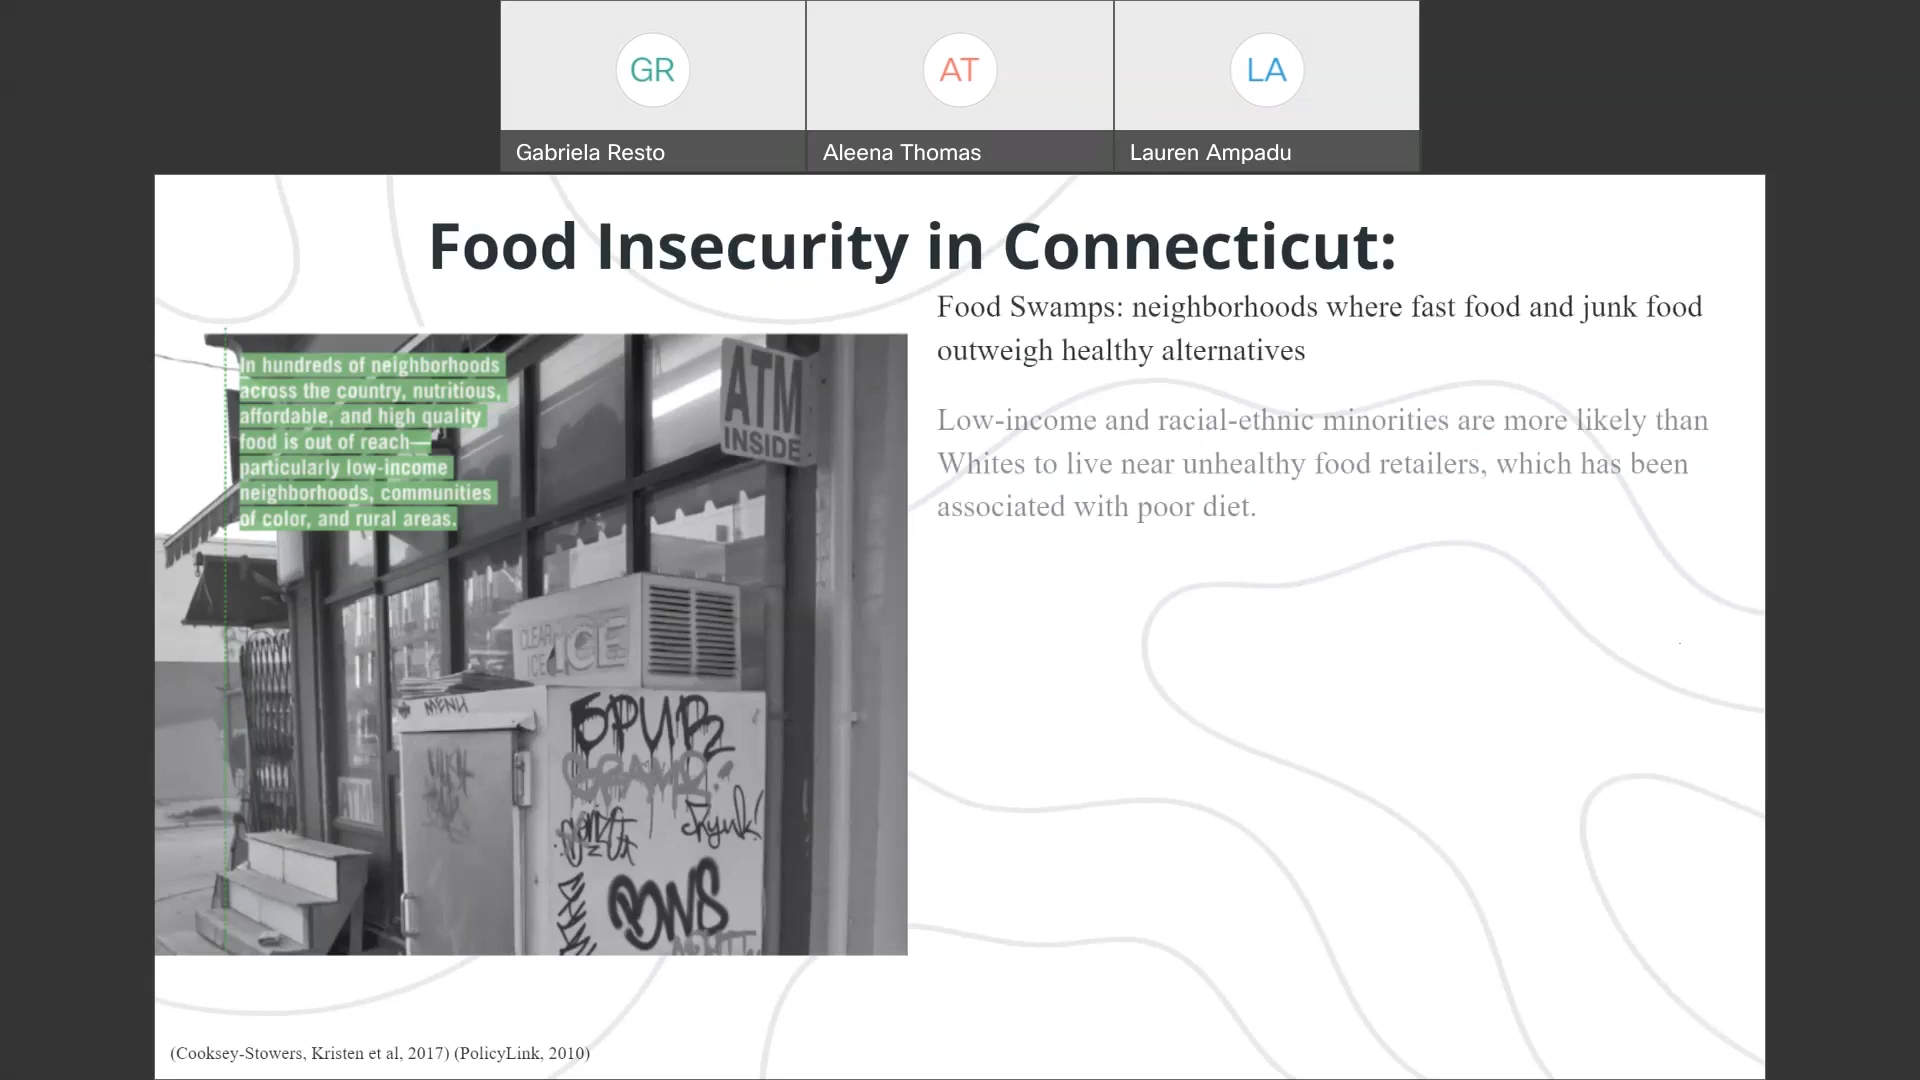 GR
AT
LA
Gabriela Resto
Aleena Thomas
Lauren Ampadu
Food Insecurity in Connecticut:
Food Swamps: neighborhoods where fast food and junk food
outweigh healthy alternatives
Low-income and racial-ethnic minorities are more likely than
Whites to live near unhealthy food retailers, which has been
associated with poor diet.
In hundreds of neighborhoods
across the country, nutritious,
affordable, and high quality
food is out of reach—
particularly low-income
neighborhoods, communities
of color, and rural areas.
ATM
INSIDE
CLEAR
ICE
ICE
MENU
ATM
(Cooksey-Stowers, Kristen et al, 2017) (PolicyLink, 2010)